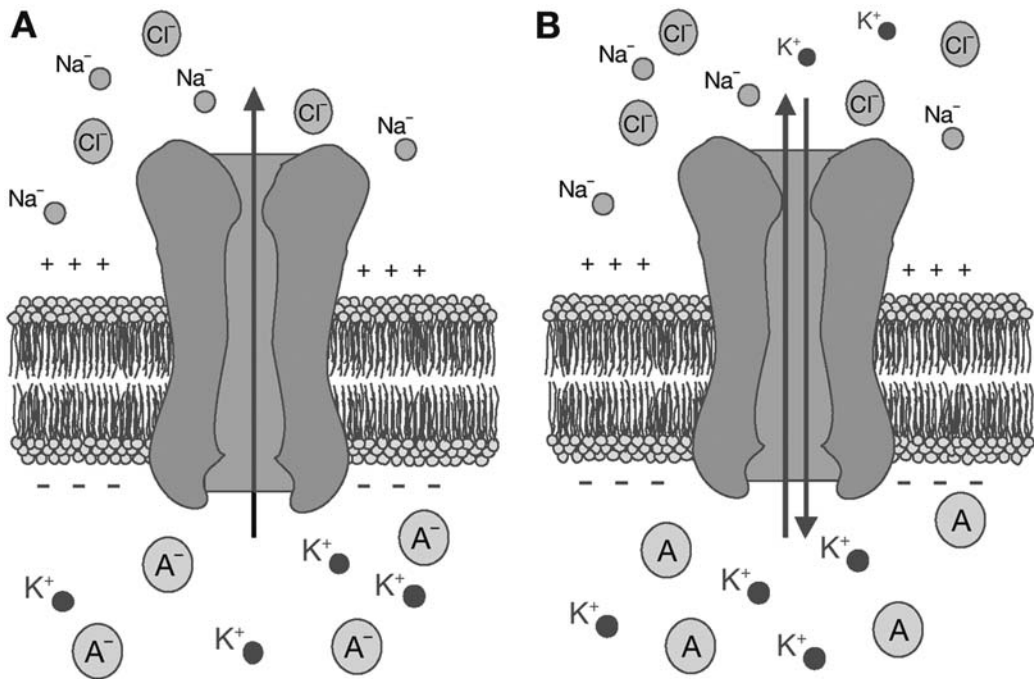 A
Cl⁻
Na⁻
Na⁻
Cl⁻
Cl⁻
Na⁻
Na⁻
+ + +
+ + +
- - -
- - -
A⁻
A⁻
K⁺
K⁺
K⁺
A⁻
K⁺
A⁻
B
Cl⁻
K⁺
K⁺
Cl⁻
Na⁻
Na⁻
Cl⁻
Cl⁻
Na⁻
Na⁻
+ + +
+ + +
- - -
- - -
A
A
K⁺
K⁺
K⁺
A
K⁺
A